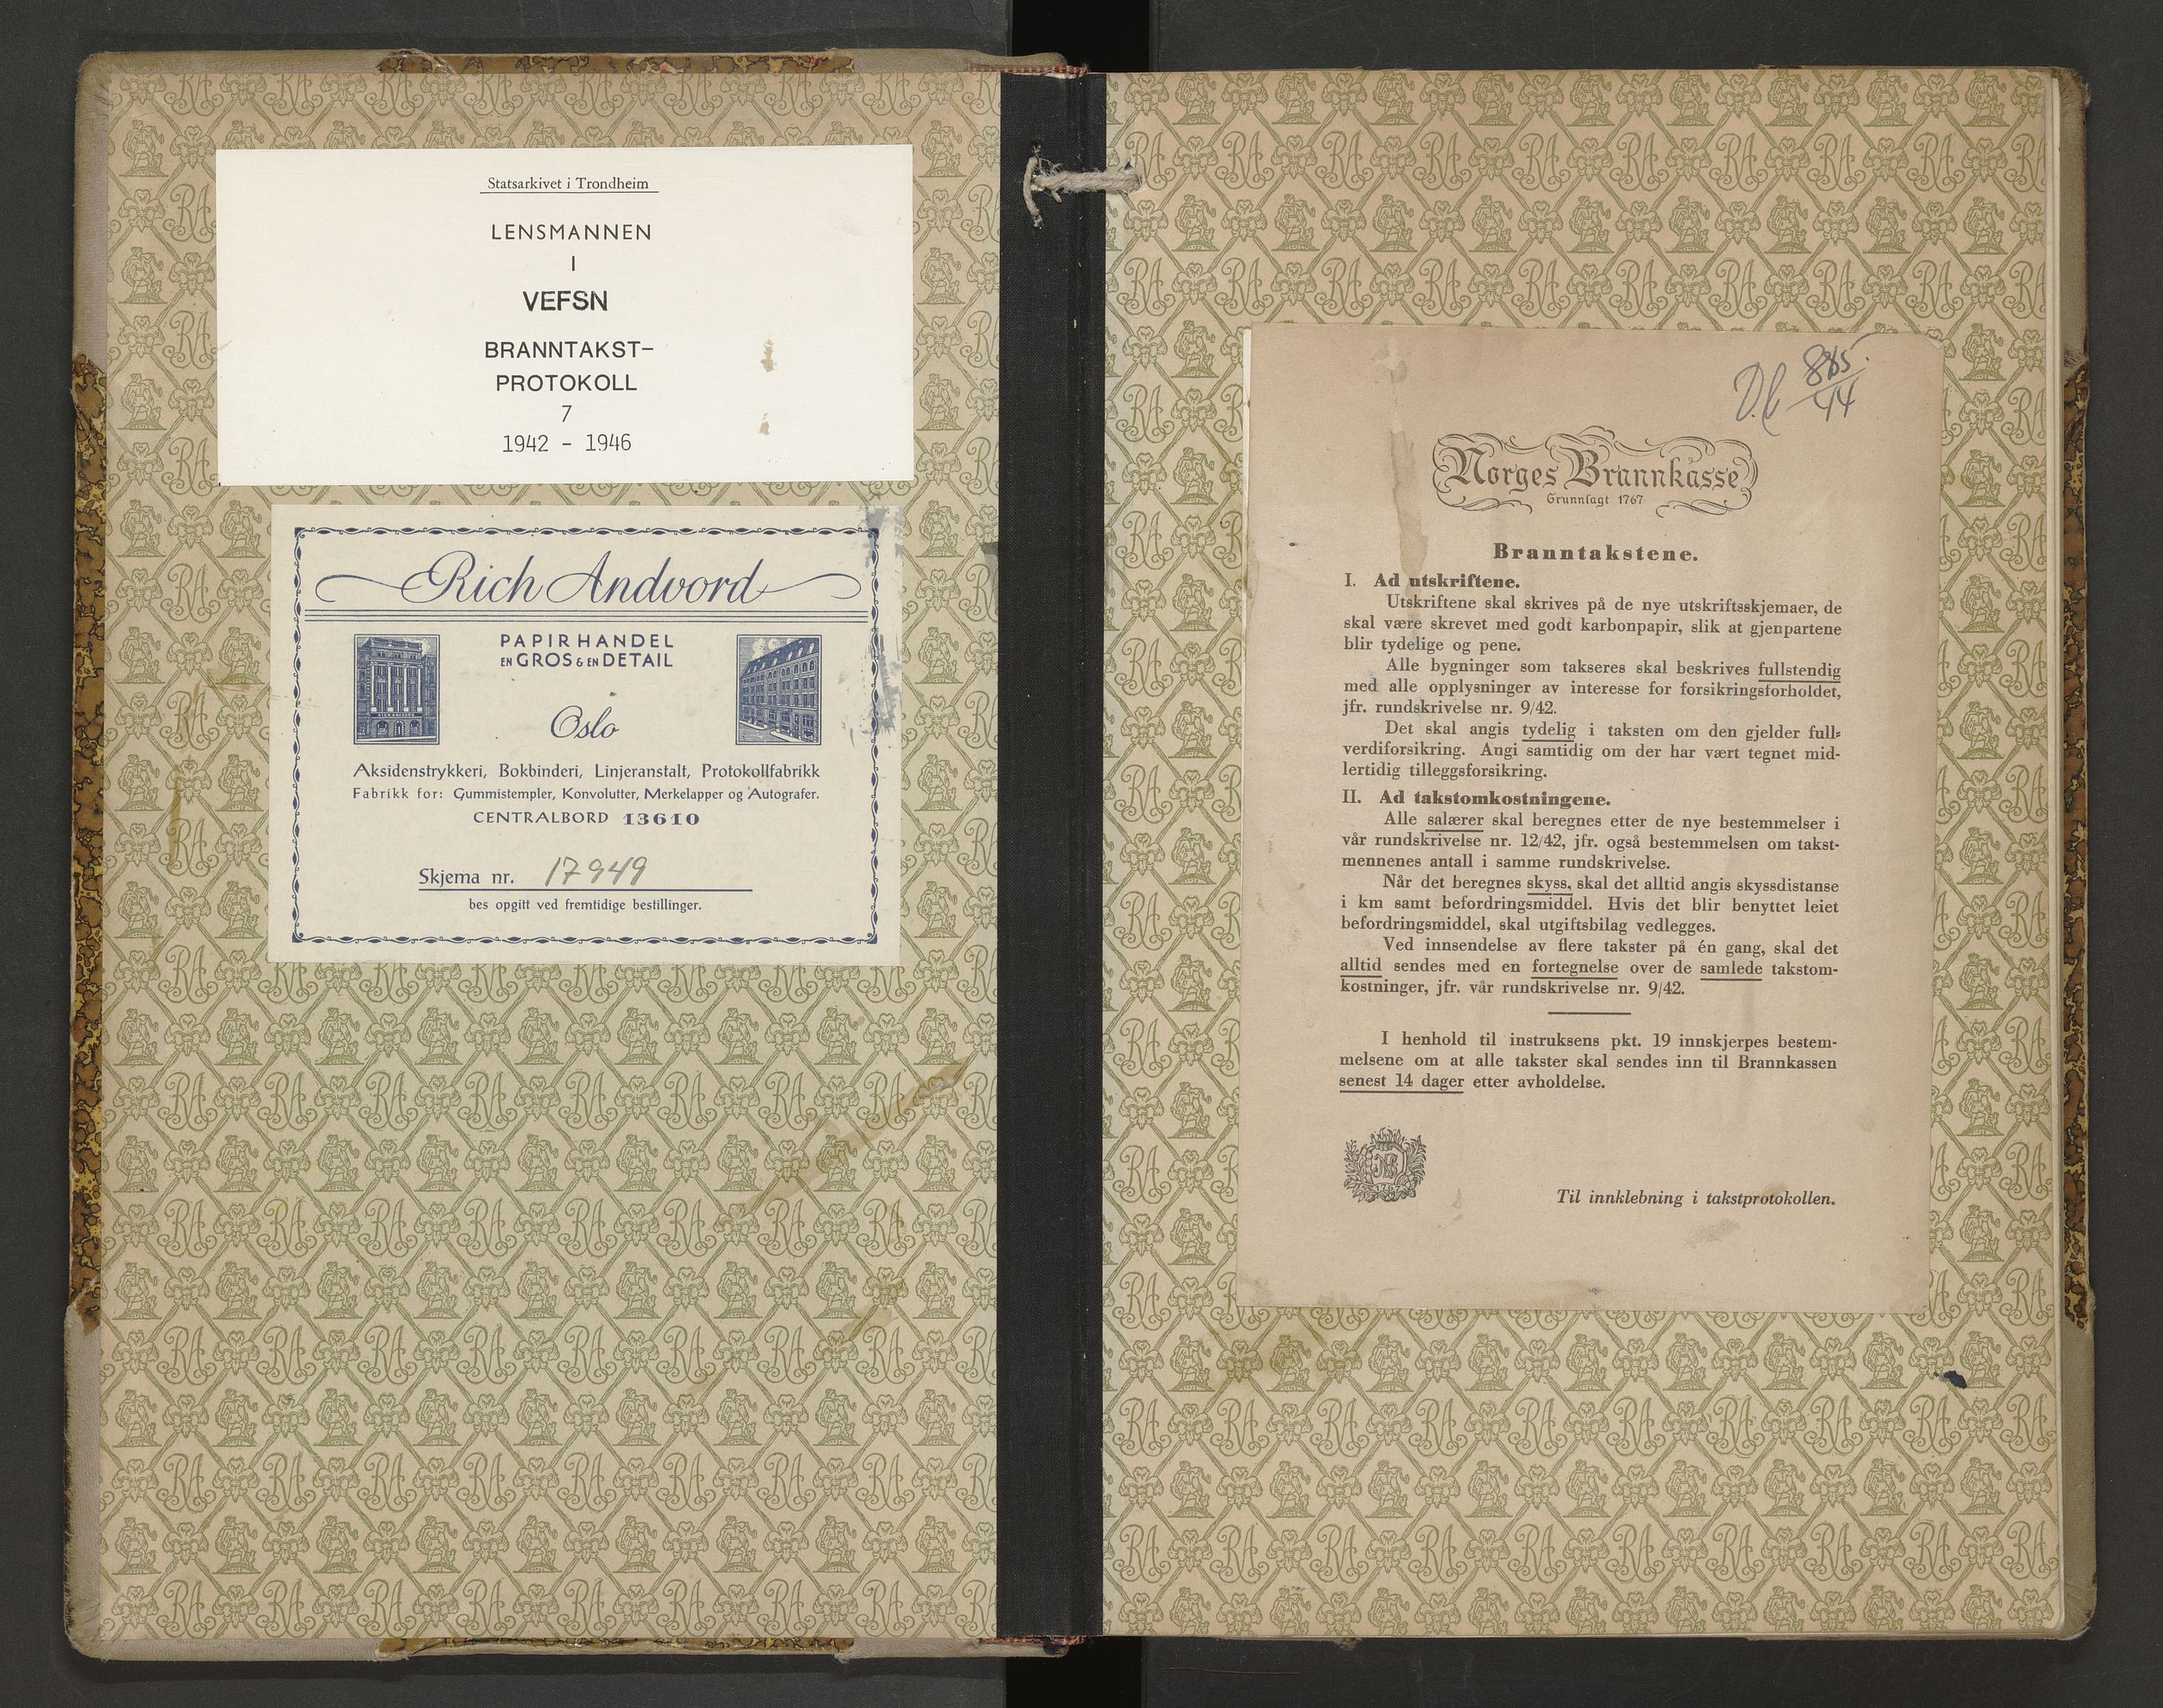 Statsarkivet i Trondheim
LENSMANNEN
I
VEFSN
BRANNTAKST-
PROTOKOLL
7
1942 - 1946
Rich Andvord
PAPIRHANDEL
EN GROS & EN DETAIL
Oslo
Aksidenstrykkeri, Bokbinderi, Linjeranstalt, Protokollfabrikk
Fabrikk for: Gummistempler, Konvolutter, Merkelapper og Autografer.
CENTRALBORD 13610
Skjema nr. 17949
bes opgitt ved fremtidige bestillinger.
885
44
Norges Brannkasse
Grunnlagt 1767
Branntakstene.
I. Ad utskriftene.
Utskriftene skal skrives på de nye utskriftsskjemaer, de
skal være skrevet med godt karbonpapir, slik at gjenpartene
blir tydelige og pene.
Alle bygninger som takseres skal beskrives fullstendig
med alle opplysninger av interesse for forsikringsforholdet,
jfr. rundskrivelse nr. 9/42.
Det skal angis tydelig i taksten om den gjelder full-
verdiforsikring. Angi samtidig om der har vært tegnet mid-
lertidig tilleggsforsikring.
II. Ad takstomkostningene.
Alle salærer skal beregnes etter de nye bestemmelser i
vår rundskrivelse nr. 12/42, jfr. også bestemmelsen om takst-
mennenes antall i samme rundskrivelse.
Når det beregnes skyss, skal det alltid angis skyssdistanse
i km samt befordringsmiddel. Hvis det blir benyttet leiet
befordringsmiddel, skal utgiftsbilag vedlegges.
Ved innsendelse av flere takster på én gang, skal det
alltid sendes med en fortegnelse over de samlede takstom-
kostninger, jfr. vår rundskrivelse nr. 9/42.
I henhold til instruksens pkt. 19 innskjerpes bestem-
melsene om at alle takster skal sendes inn til Brannkassen
senest 14 dager etter avholdelse.
1767
Til innklebning i takstprotokollen.